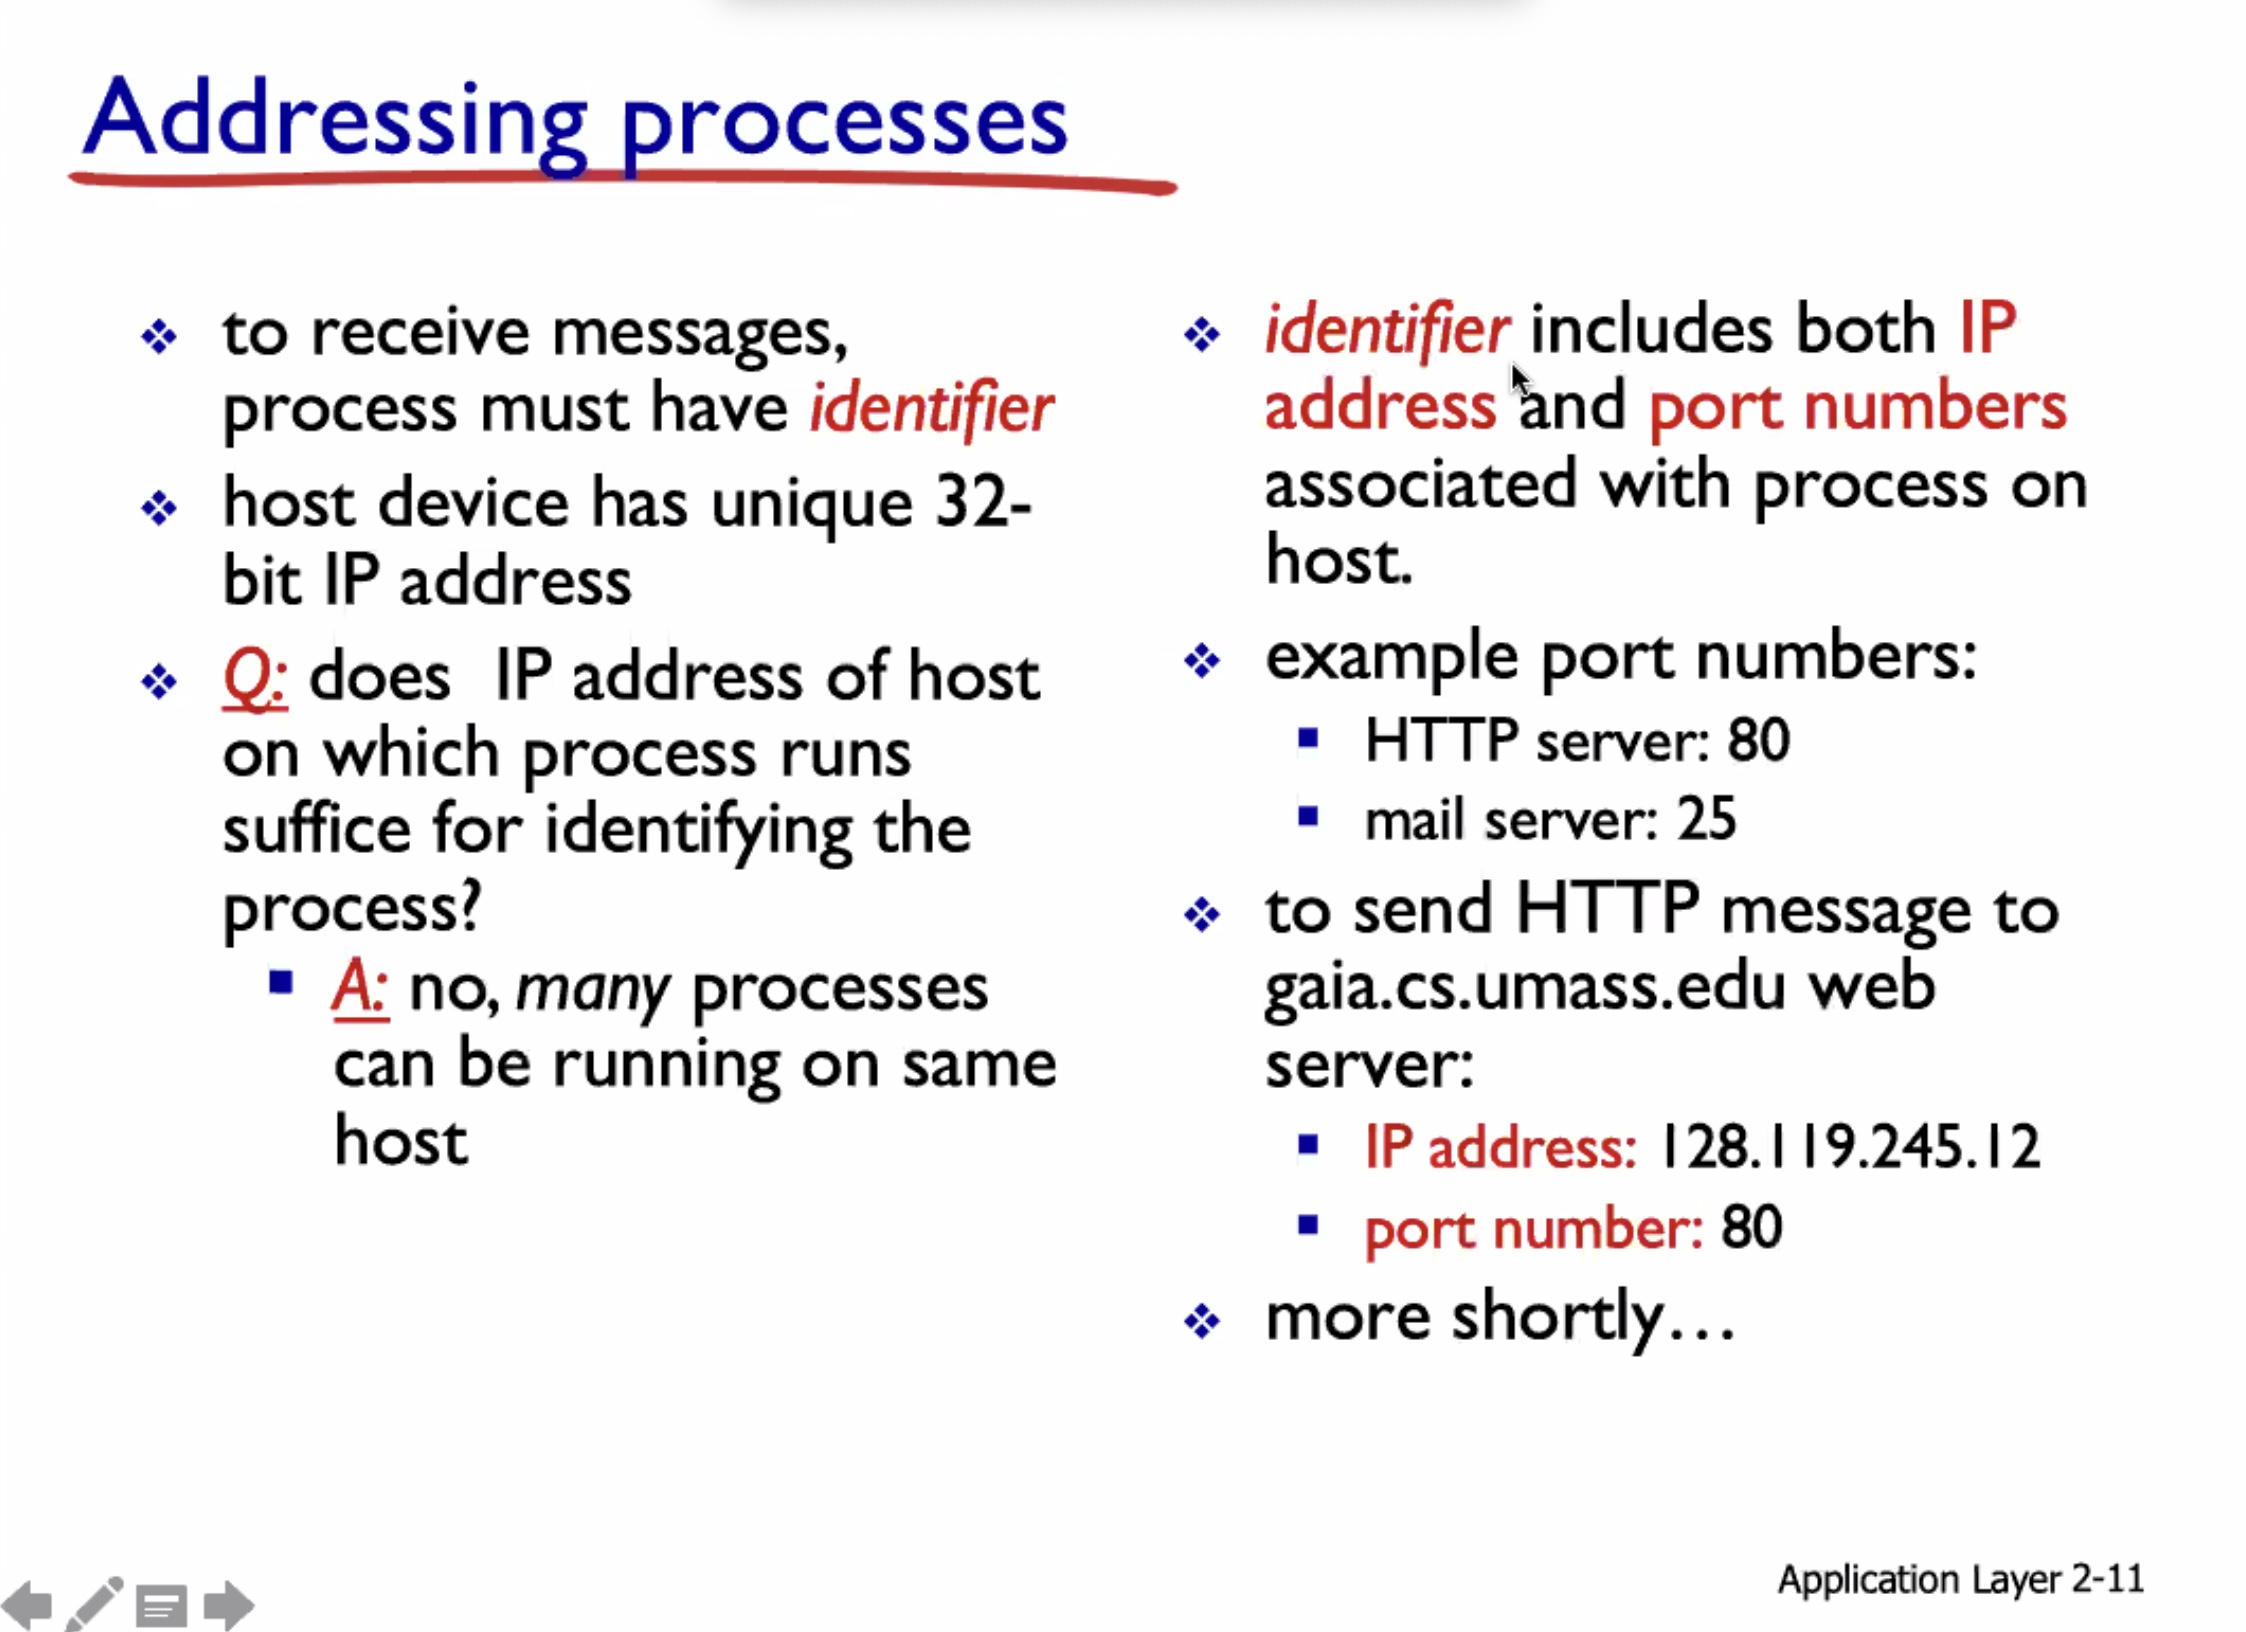 Addressing processes
to receive messages,
process must have identifier
host device has unique 32-
bit IP address
Q: does IP address of host
on which process runs
suffice for identifying the
process?
A: no, many processes
can be running on same
host
identifier includes both IP
address and port numbers
associated with process on
host.
example port numbers:
HTTP server: 80
mail server: 25
to send HTTP message to
gaia.cs.umass.edu web
server:
IP address: 128.119.245.12
port number: 80
more shortly…
Application Layer 2-11